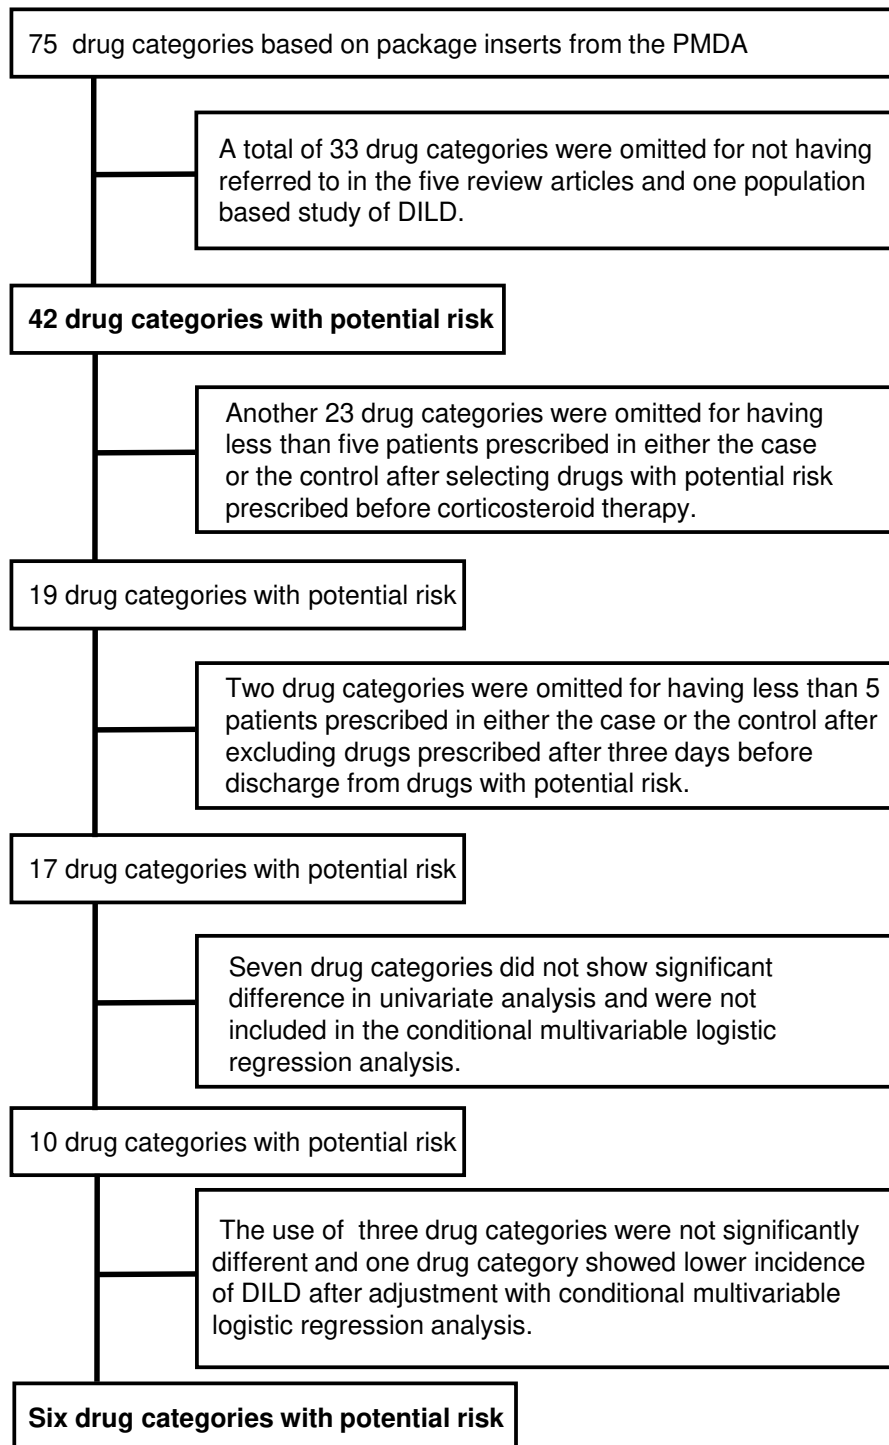 75 drug categories based on package inserts from the PMDA
A total of 33 drug categories were omitted for not having
referred to in the five review articles and one population
based study of DILD.
42 drug categories with potential risk
Another 23 drug categories were omitted for having
less than five patients prescribed in either the case
or the control after selecting drugs with potential risk
prescribed before corticosteroid therapy.
19 drug categories with potential risk
Two drug categories were omitted for having less than 5
patients prescribed in either the case or the control after
excluding drugs prescribed after three days before
discharge from drugs with potential risk.
17 drug categories with potential risk
Seven drug categories did not show significant
difference in univariate analysis and were not
included in the conditional multivariable logistic
regression analysis.
10 drug categories with potential risk
The use of three drug categories were not significantly
different and one drug category showed lower incidence
of DILD after adjustment with conditional multivariable
logistic regression analysis.
Six drug categories with potential risk